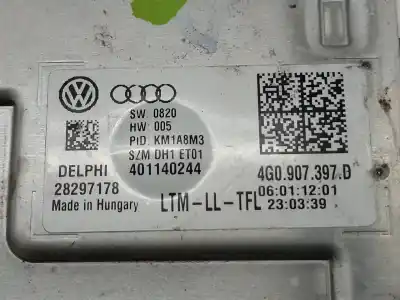 SW: 0820
HW: 005
PID: KM1A8M3
SZM DH1 ET01
DELPHI 401140244 4G0.907.397.D
28297178 06:01:12:01
Made in Hungary LTM-LL-TFL 23:03:39